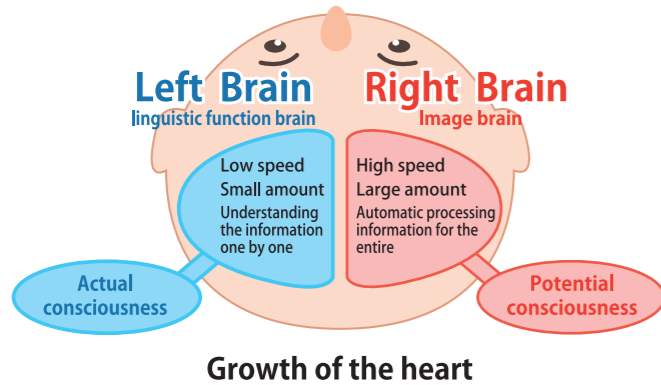 Left Brain
linguistic function brain
Right Brain
Image brain
Low speed
Small amount
Understanding
the information
one by one
High speed
Large amount
Automatic processing
information for the
entire
Actual
consciousness
Potential
consciousness
Growth of the heart